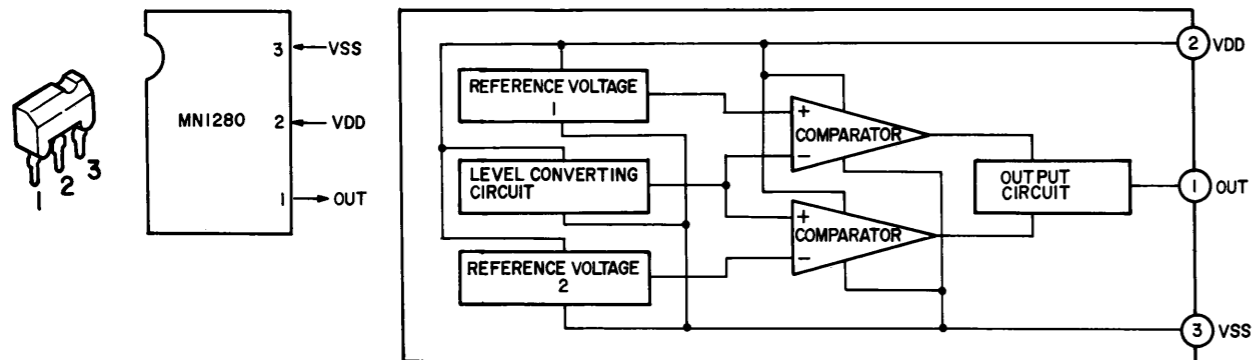 1
2
3
MN1280
3 VSS
2 VDD
1 OUT
REFERENCE VOLTAGE
1
LEVEL CONVERTING
CIRCUIT
REFERENCE VOLTAGE
2
+
COMPARATOR
−
+
COMPARATOR
−
OUTPUT
CIRCUIT
2 VDD
1 OUT
3 VSS